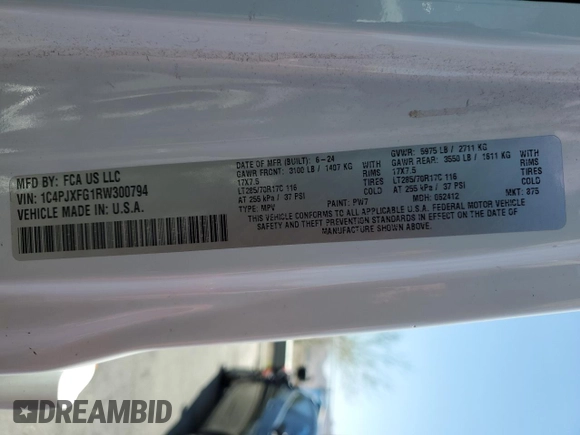 MFD BY: FCA US LLC
VIN: 1C4PJXFG1RW300794
VEHICLE MADE IN U.S.A.
DATE OF MFR (BUILT): 6-24
GAWR FRONT: 3100 LB / 1407 KG
17X7.5 RIMS
LT285/70R17C 116 TIRES
AT 255 kPa / 37 PSI COLD
TYPE: MPV
PAINT: PW7
GVWR: 5975 LB / 2711 KG
GAWR REAR: 3550 LB / 1611 KG
17X7.5 RIMS
LT285/70R17C 116 TIRES
AT 255 kPa / 37 PSI COLD
MDH: 052412
MKT: 875
THIS VEHICLE CONFORMS TO ALL APPLICABLE U.S.A. FEDERAL MOTOR VEHICLE
SAFETY AND THEFT PREVENTION STANDARDS IN EFFECT ON THE DATE OF
MANUFACTURE SHOWN ABOVE.
DREAMBID